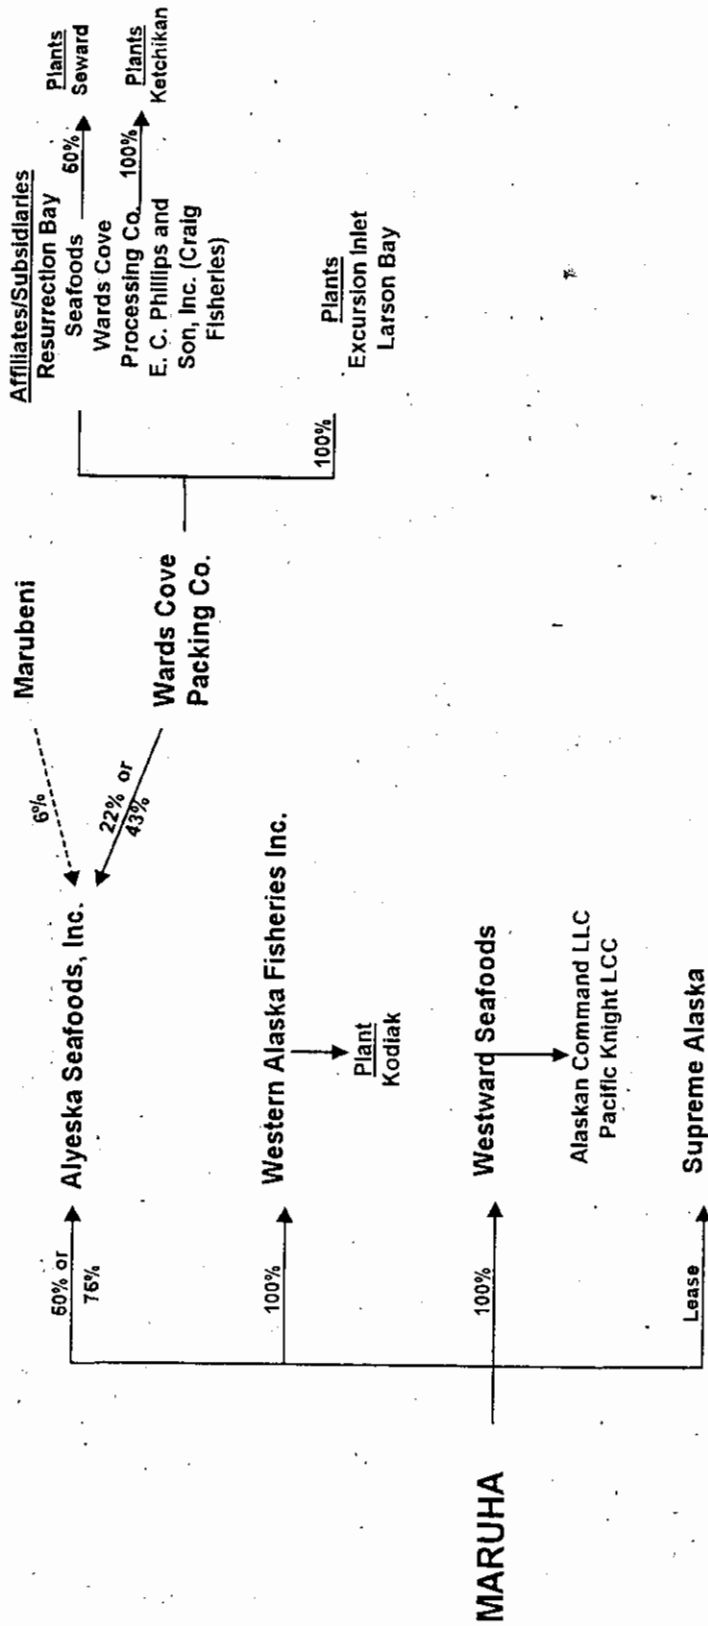 MARUHA
60% or
76%
Alyeska Seafoods, Inc.
6%
Marubeni
22% or
43%
Wards Cove
Packing Co.
Affiliates/Subsidiaries
Resurrection Bay
Seafoods
60%
Plants
Seward
Wards Cove
Processing Co.
100%
Plants
Ketchikan
E. C. Phillips and
Son, Inc. (Craig
Fisheries)
100%
Plants
Excursion Inlet
Larson Bay
100%
Western Alaska Fisheries Inc.
Plant
Kodiak
100%
Westward Seafoods
Alaskan Command LLC
Pacific Knight LCC
Lease
Supreme Alaska